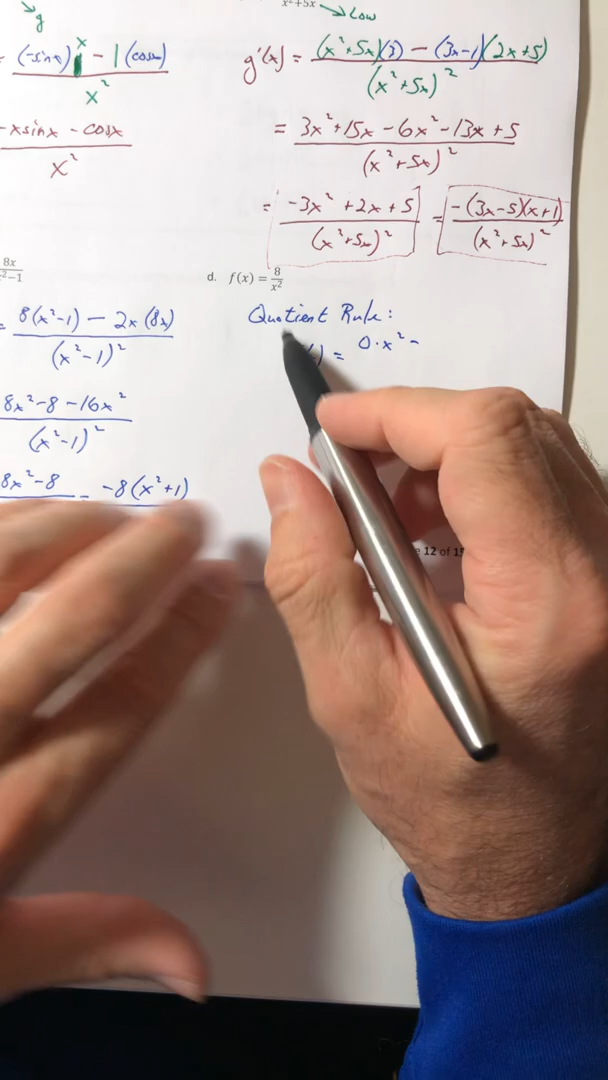 x²+5x → Low
g
(-sinx) x - 1(cosx)
x²
-xsinx - cosx
x²
g'(x) = (x²+5x)(3) - (3x-1)(2x+5)
(x²+5x)²
= 3x²+15x - 6x² - 13x + 5
(x²+5x)²
= -3x² + 2x + 5 = -(3x-5)(x+1)
(x²+5x)² (x²+5x)²
8x
²-1
= 8(x²-1) - 2x(8x)
(x²-1)²
8x²-8 - 16x²
(x²-1)²
8x²-8 = -8(x²+1)
d. f(x) = 8
x²
Quotient Rule:
) = 0·x² -
12 of 15